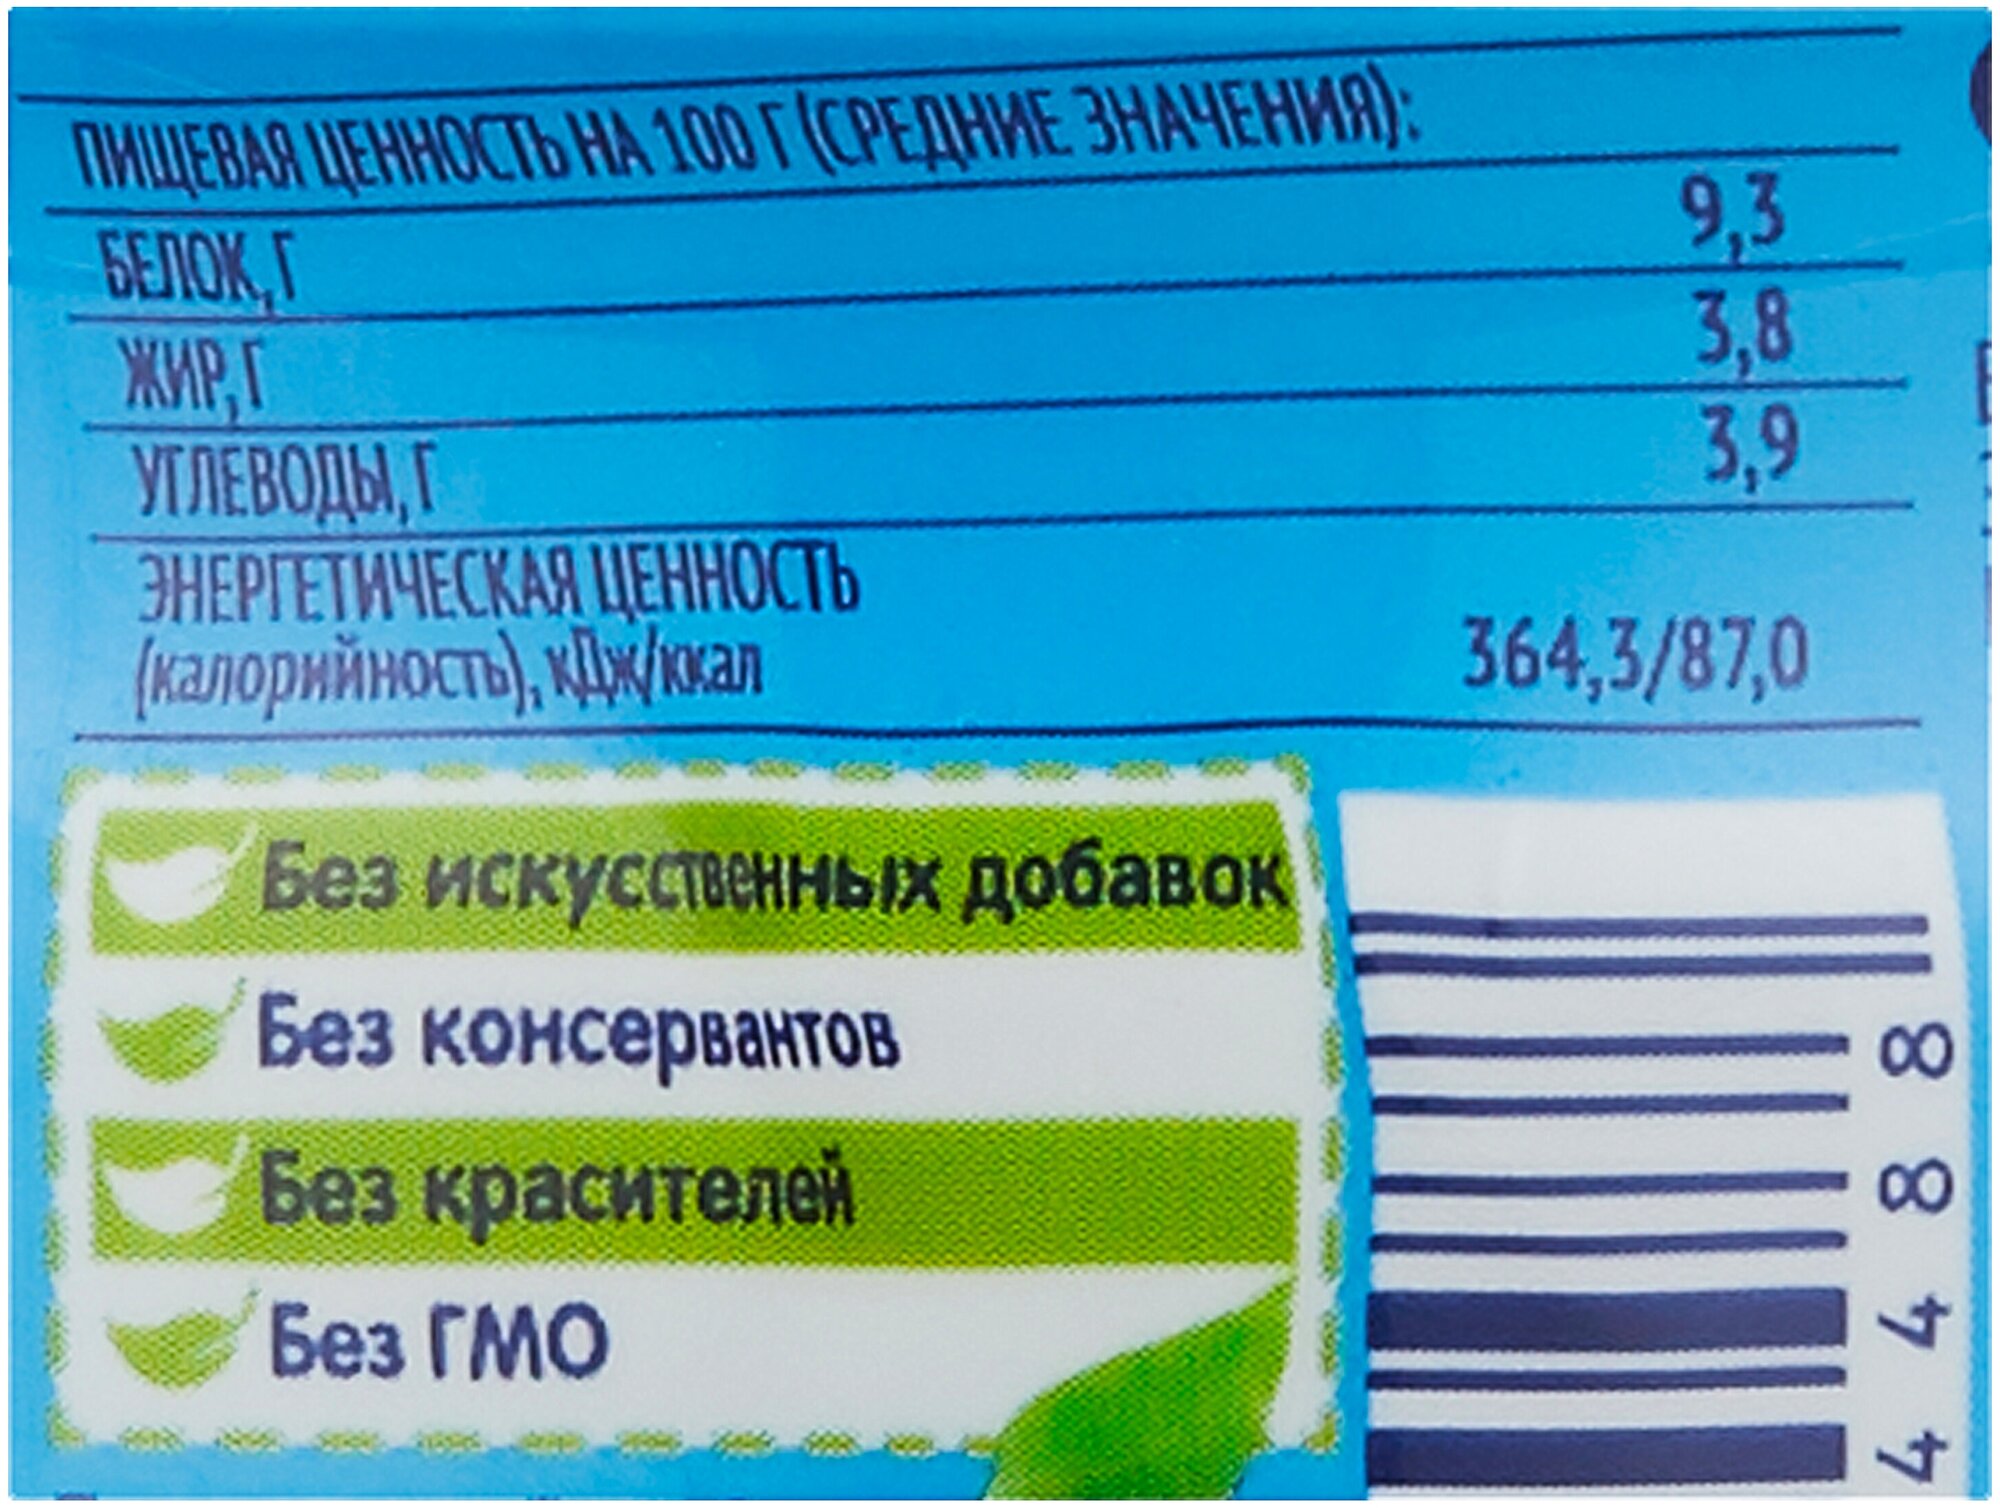 ПИЩЕВАЯ ЦЕННОСТЬ НА 100 Г (СРЕДНИЕ ЗНАЧЕНИЯ):
БЕЛОК, Г 9,3
ЖИР, Г 3,8
УГЛЕВОДЫ, Г 3,9
ЭНЕРГЕТИЧЕСКАЯ ЦЕННОСТЬ
(калорийность), кДж/ккал 364,3/87,0
Без искусственных добавок
Без консервантов
Без красителей
Без ГМО
8
8
4
4